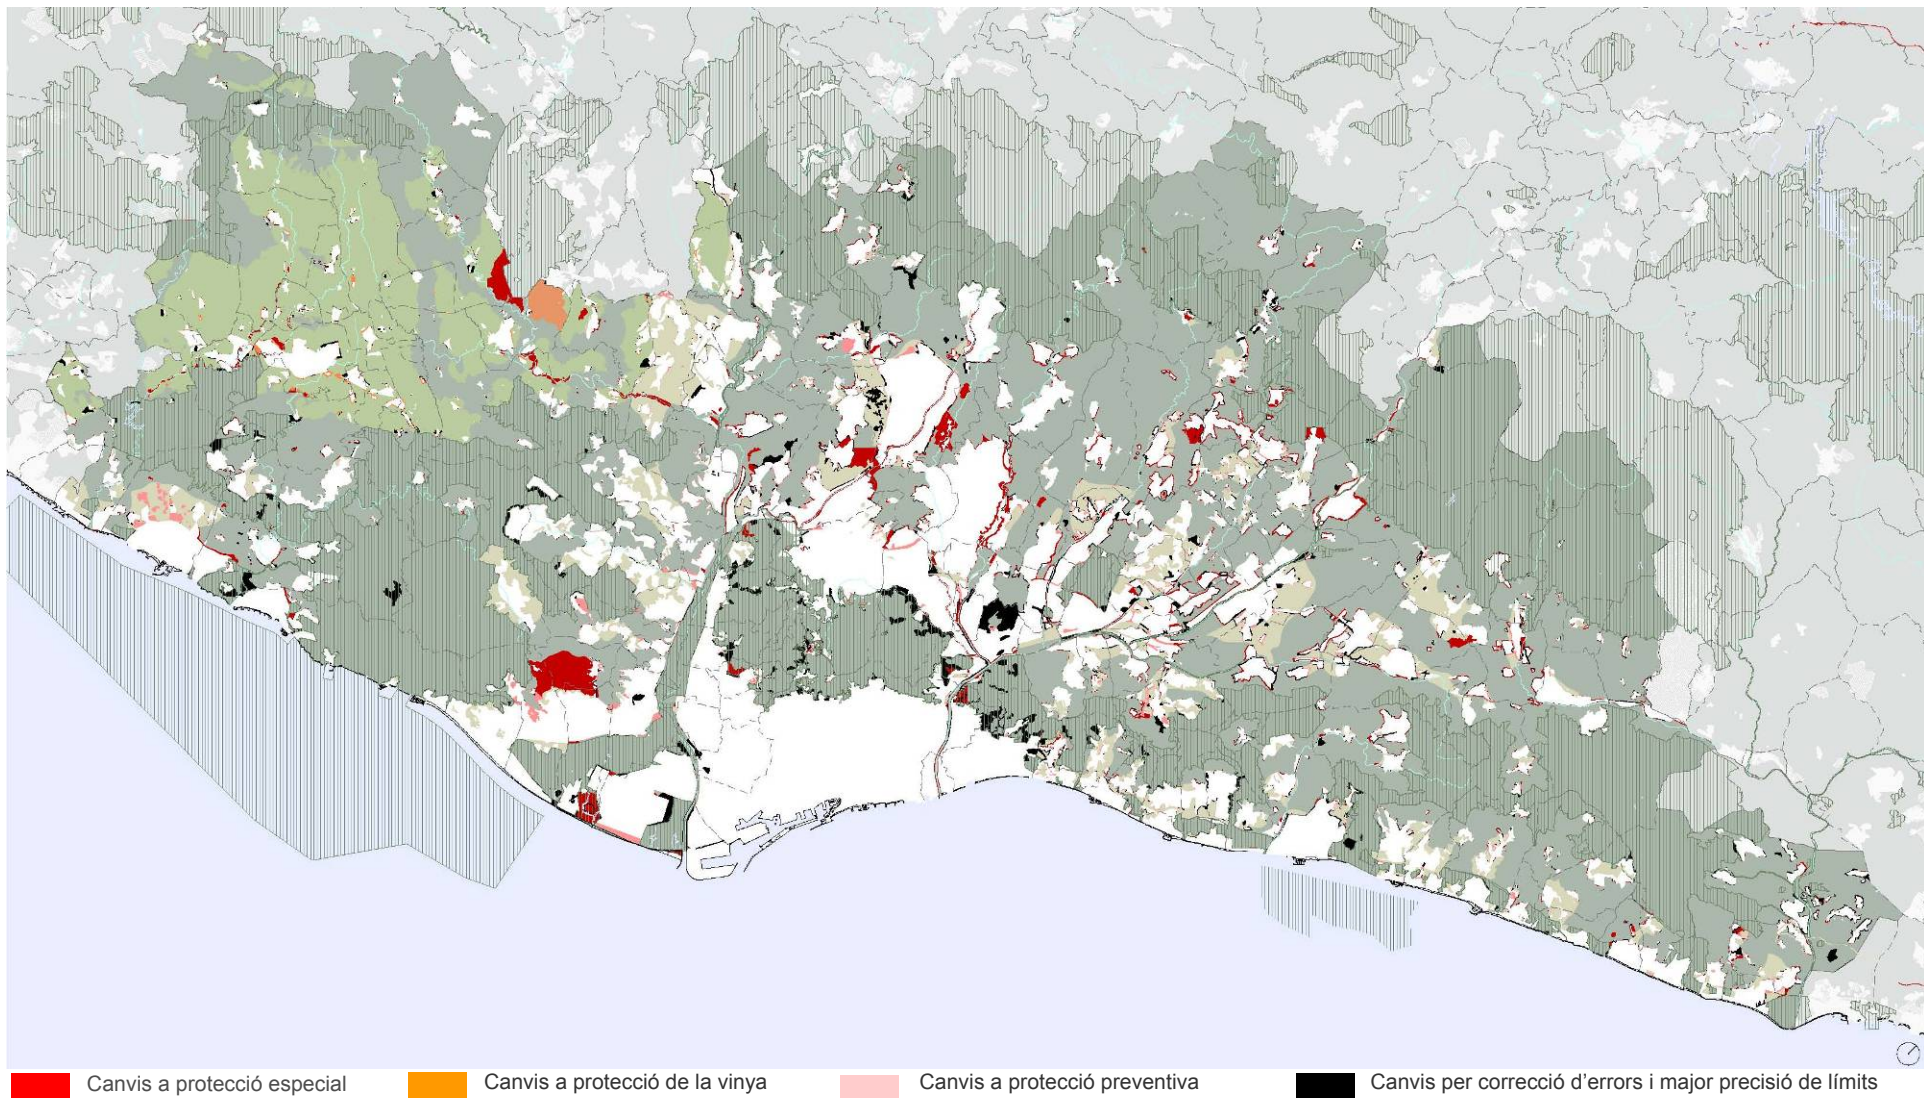 Canvis a protecció especial
Canvis a protecció de la vinya
Canvis a protecció preventiva
Canvis per correcció d'errors i major precisió de límits